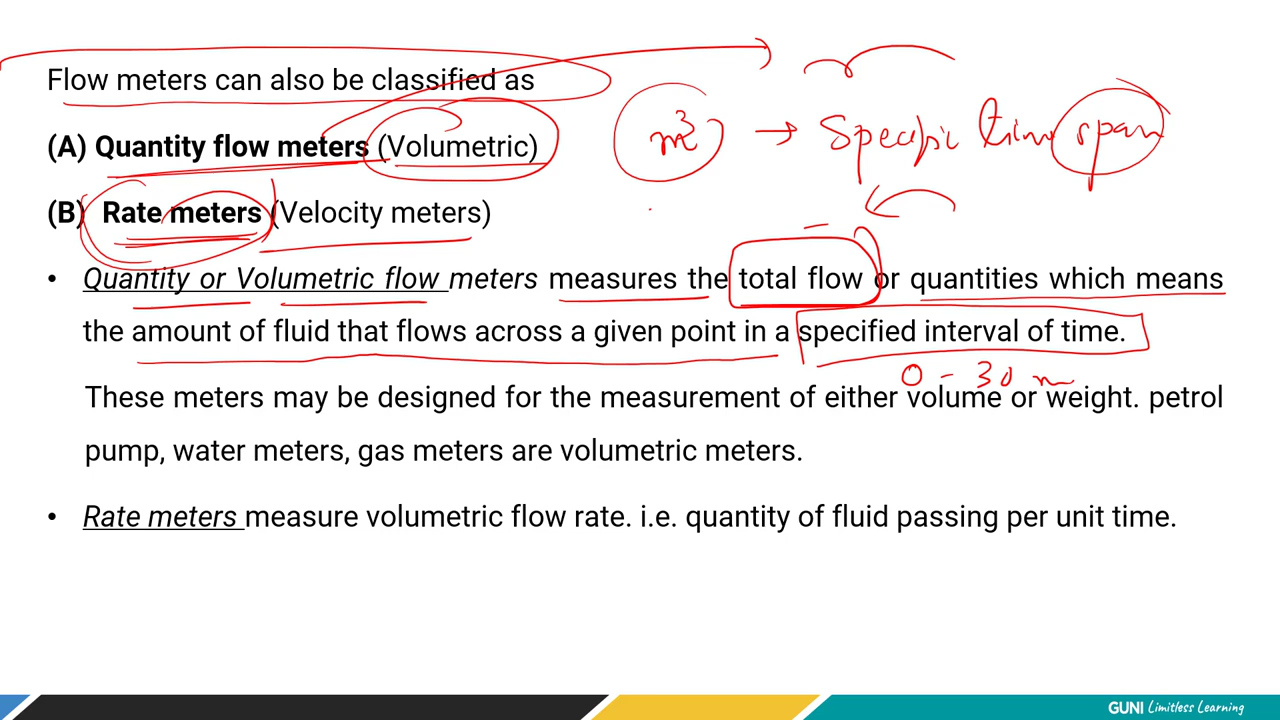 Flow meters can also be classified as
(A) Quantity flow meters (Volumetric)
m³ → Specific time span
(B) Rate meters (Velocity meters)
• Quantity or Volumetric flow meters measures the total flow or quantities which means
the amount of fluid that flows across a given point in a specified interval of time.
0 - 30 m
These meters may be designed for the measurement of either volume or weight. petrol
pump, water meters, gas meters are volumetric meters.
• Rate meters measure volumetric flow rate. i.e. quantity of fluid passing per unit time.
GUNI Limitless Learning